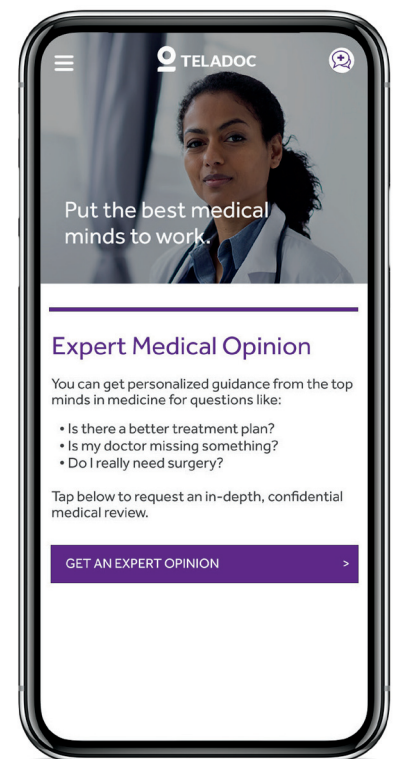 TELADOC
Put the best medical
minds to work.
Expert Medical Opinion
You can get personalized guidance from the top
minds in medicine for questions like:
• Is there a better treatment plan?
• Is my doctor missing something?
• Do I really need surgery?
Tap below to request an in-depth, confidential
medical review.
GET AN EXPERT OPINION >